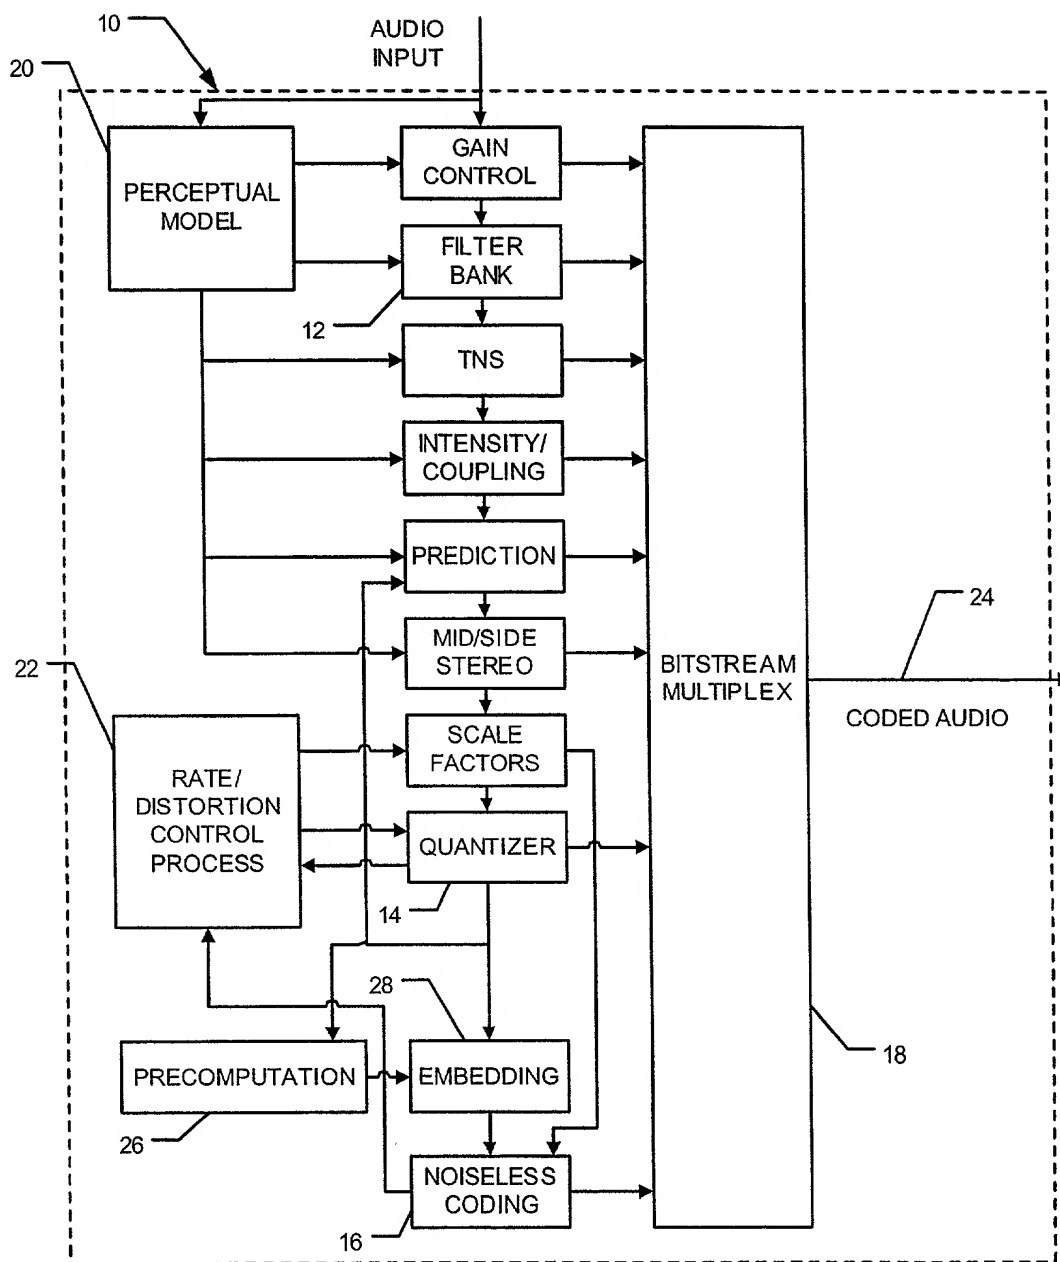 10
AUDIO
INPUT
20
PERCEPTUAL
MODEL
GAIN
CONTROL
FILTER
BANK
12
TNS
INTENSITY/
COUPLING
PREDICTION
MID/SIDE
STEREO
24
BITSTREAM
MULTIPLEX
CODED AUDIO
22
RATE/
DISTORTION
CONTROL
PROCESS
SCALE
FACTORS
QUANTIZER
14
28
18
PRECOMPUTATION
EMBEDDING
26
NOISELESS
CODING
16